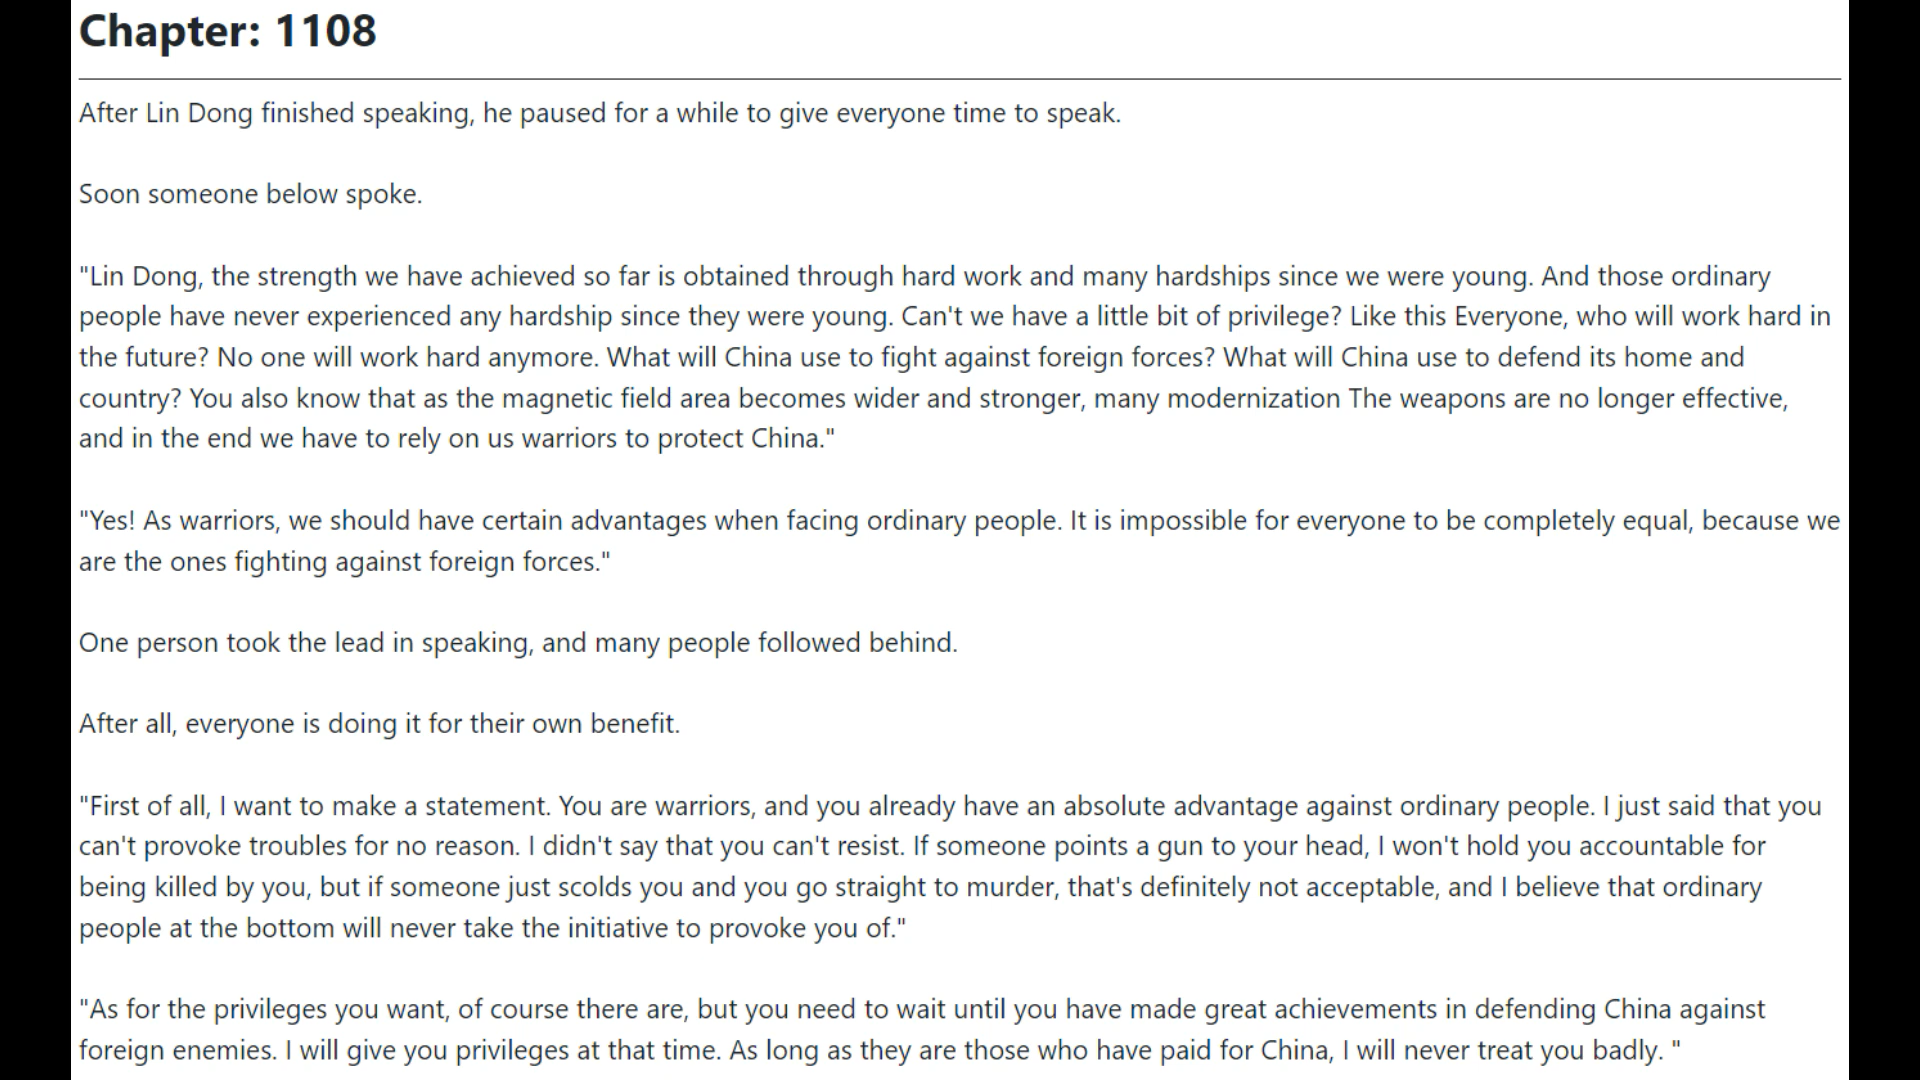 Chapter: 1108
After Lin Dong finished speaking, he paused for a while to give everyone time to speak.
Soon someone below spoke.
"Lin Dong, the strength we have achieved so far is obtained through hard work and many hardships since we were young. And those ordinary
people have never experienced any hardship since they were young. Can't we have a little bit of privilege? Like this Everyone, who will work hard in
the future? No one will work hard anymore. What will China use to fight against foreign forces? What will China use to defend its home and
country? You also know that as the magnetic field area becomes wider and stronger, many modernization The weapons are no longer effective,
and in the end we have to rely on us warriors to protect China."
"Yes! As warriors, we should have certain advantages when facing ordinary people. It is impossible for everyone to be completely equal, because we
are the ones fighting against foreign forces."
One person took the lead in speaking, and many people followed behind.
After all, everyone is doing it for their own benefit.
"First of all, I want to make a statement. You are warriors, and you already have an absolute advantage against ordinary people. I just said that you
can't provoke troubles for no reason. I didn't say that you can't resist. If someone points a gun to your head, I won't hold you accountable for
being killed by you, but if someone just scolds you and you go straight to murder, that's definitely not acceptable, and I believe that ordinary
people at the bottom will never take the initiative to provoke you of."
"As for the privileges you want, of course there are, but you need to wait until you have made great achievements in defending China against
foreign enemies. I will give you privileges at that time. As long as they are those who have paid for China, I will never treat you badly. "